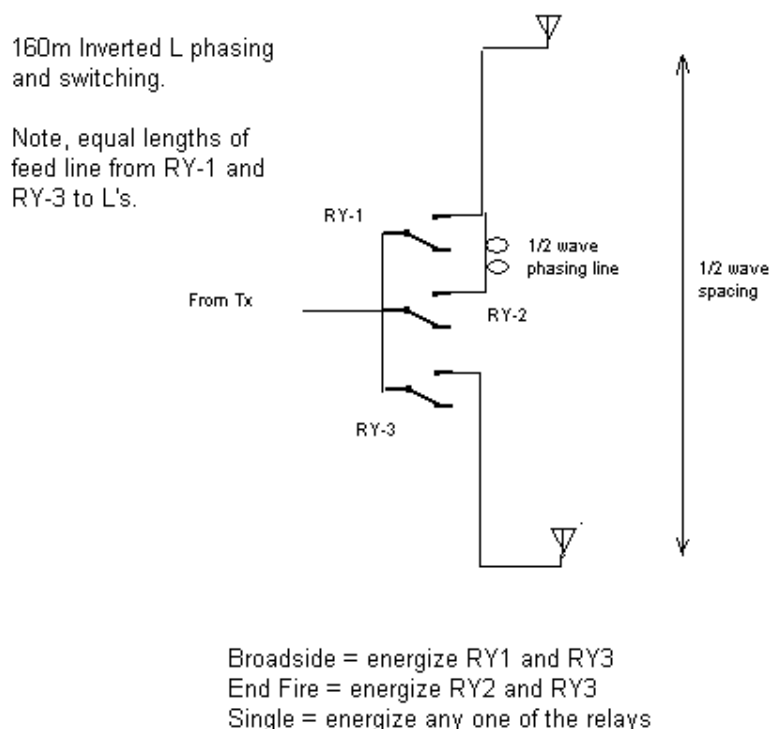 160m Inverted L phasing
and switching.
Note, equal lengths of
feed line from RY-1 and
RY-3 to L's.
RY-1
1/2 wave
phasing line
1/2 wave
spacing
From Tx
RY-2
RY-3
Broadside = energize RY1 and RY3
End Fire = energize RY2 and RY3
Single = energize any one of the relays